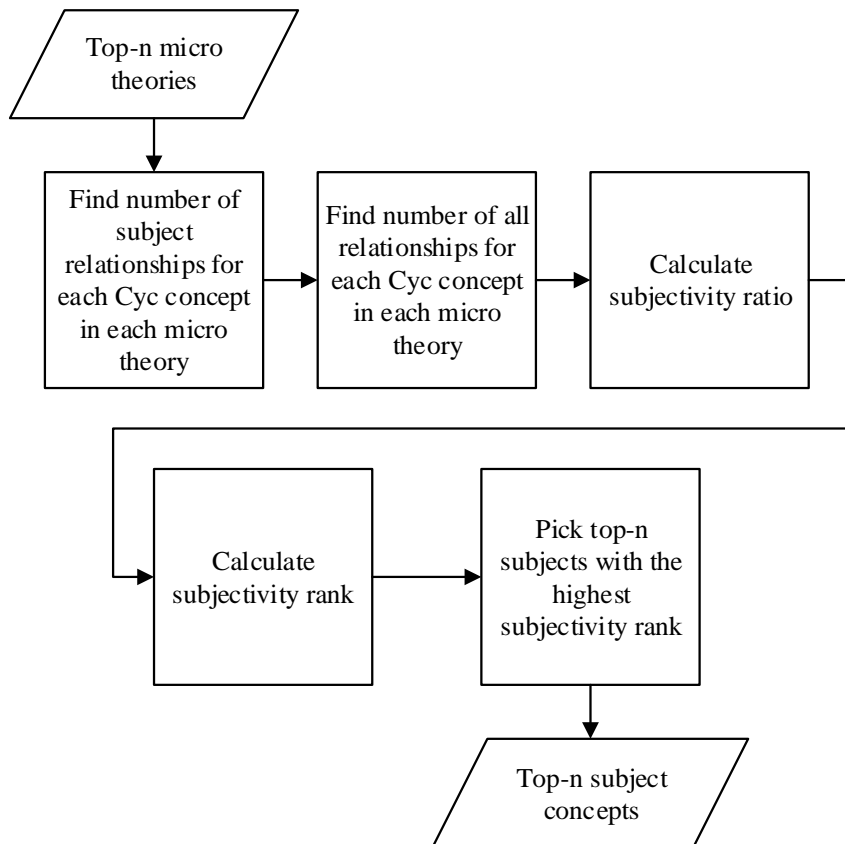 Top-n micro
theories
Find number of
subject
relationships for
each Cyc concept
in each micro
theory
Find number of all
relationships for
each Cyc concept
in each micro
theory
Calculate
subjectivity ratio
Calculate
subjectivity rank
Pick top-n
subjects with the
highest
subjectivity rank
Top-n subject
concepts